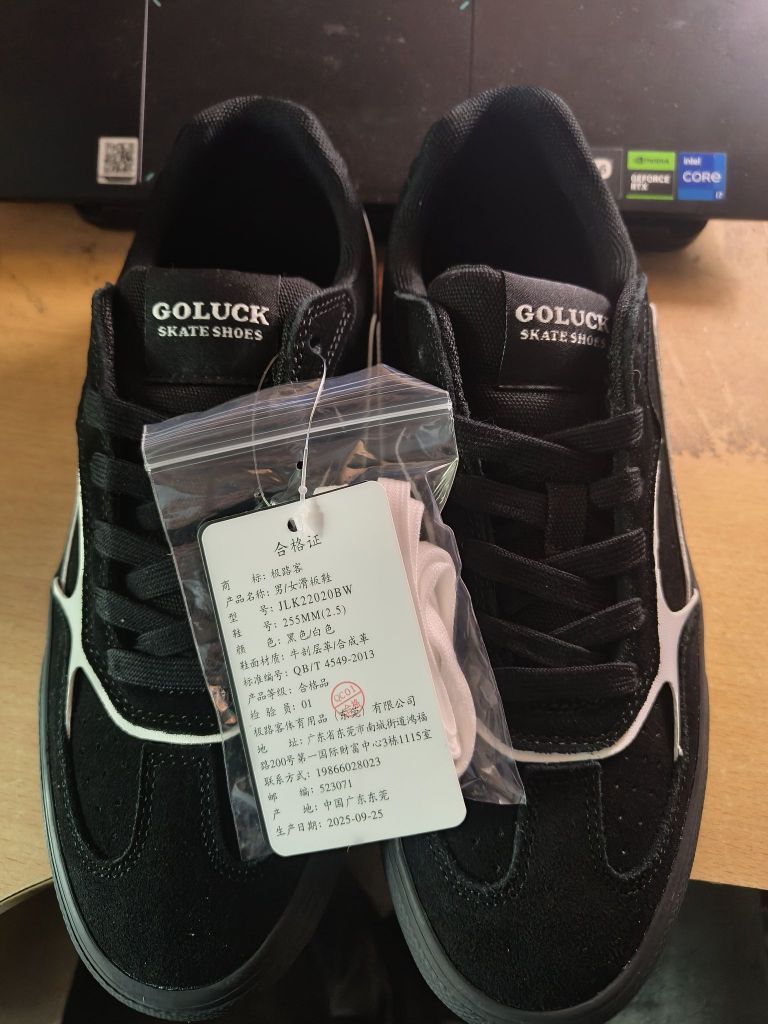 NVIDIA
GEFORCE
RTX
intel
CORE
i7
GOLUCK
SKATE SHOES
GOLUCK
SKATE SHOES
合格证
商 标：极路客
产品名称：男/女滑板鞋
型 号：JLK22020BW
鞋 号：255MM(2.5)
颜 色：黑色/白色
鞋面材质：牛剖层革/合成革
标准编号：QB/T 4549-2013
产品等级：合格品
检 验 员：01
QC01
合格
极路客体育用品（东莞）有限公司
地 址：广东省东莞市南城街道鸿福
路200号第一国际财富中心3栋1115室
联系方式：19866028023
邮 编：523071
产 地：中国广东东莞
生产日期：2025-09-25